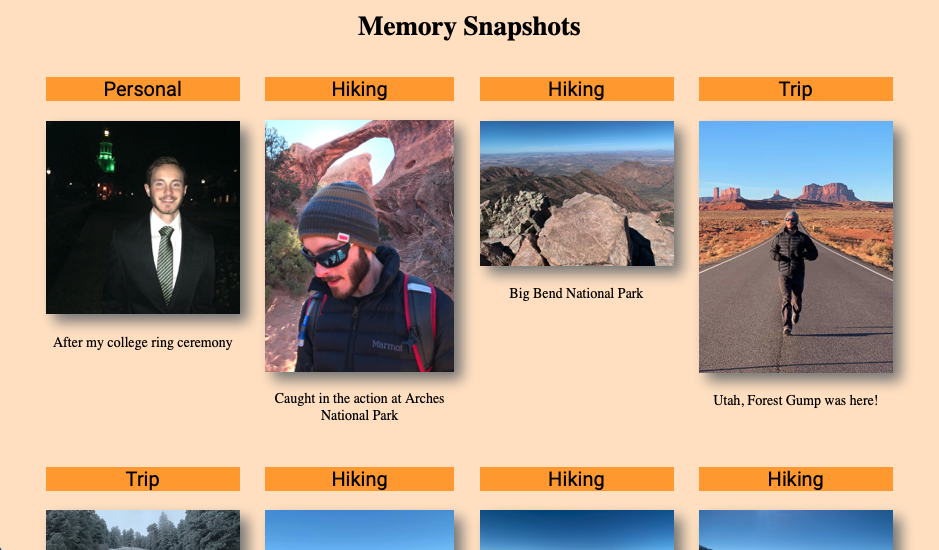 Memory Snapshots
Personal
Hiking
Hiking
Trip
Marmot
After my college ring ceremony
Caught in the action at Arches
National Park
Big Bend National Park
Utah, Forest Gump was here!
Trip
Hiking
Hiking
Hiking